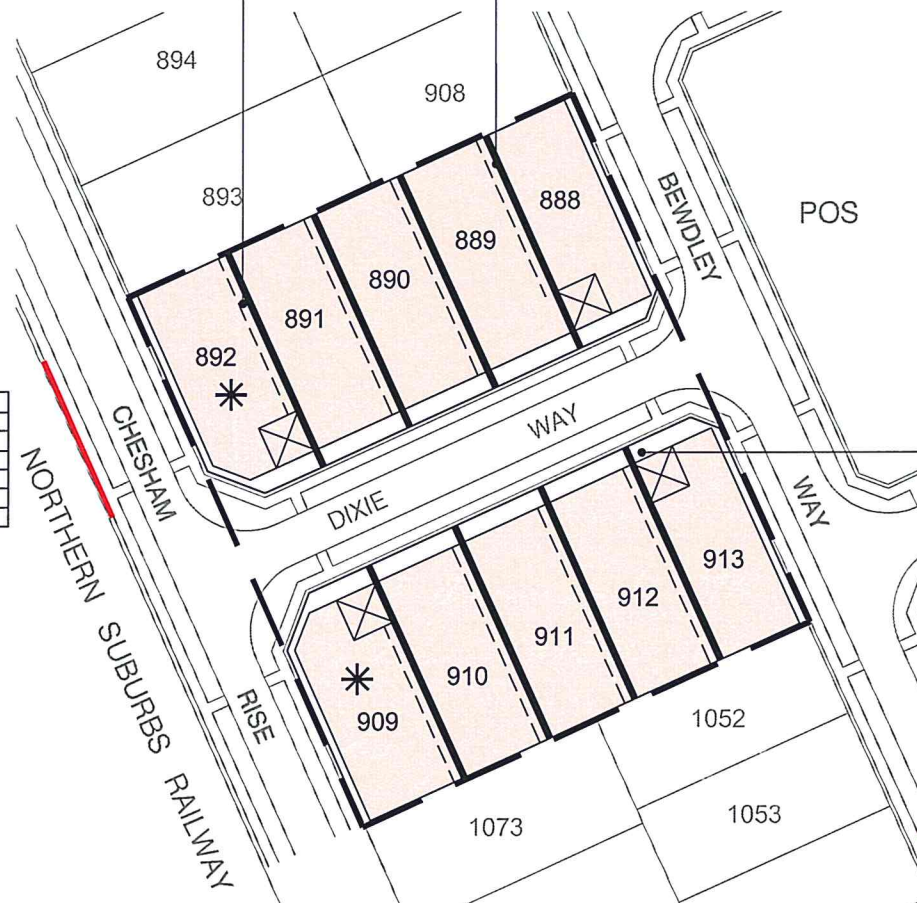 894
908
893
888
889
890
891
892
BEWDLEY
POS
CHESHAM
WAY
DIXIE
WAY
NORTHERN SUBURBS RAILWAY
913
912
911
910
909
RISE
1052
1053
1073